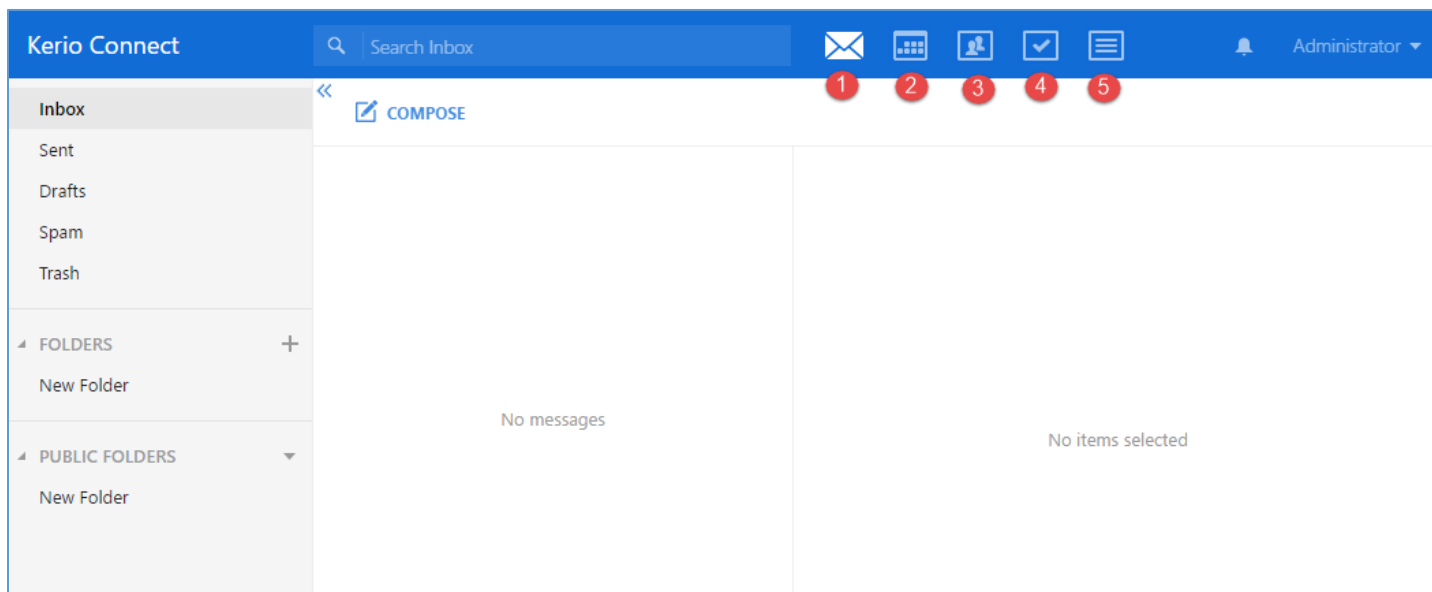 Kerio Connect
Search Inbox
Administrator
1 2 3 4 5
Inbox
COMPOSE
Sent
Drafts
Spam
Trash
FOLDERS
New Folder
No messages
No items selected
PUBLIC FOLDERS
New Folder